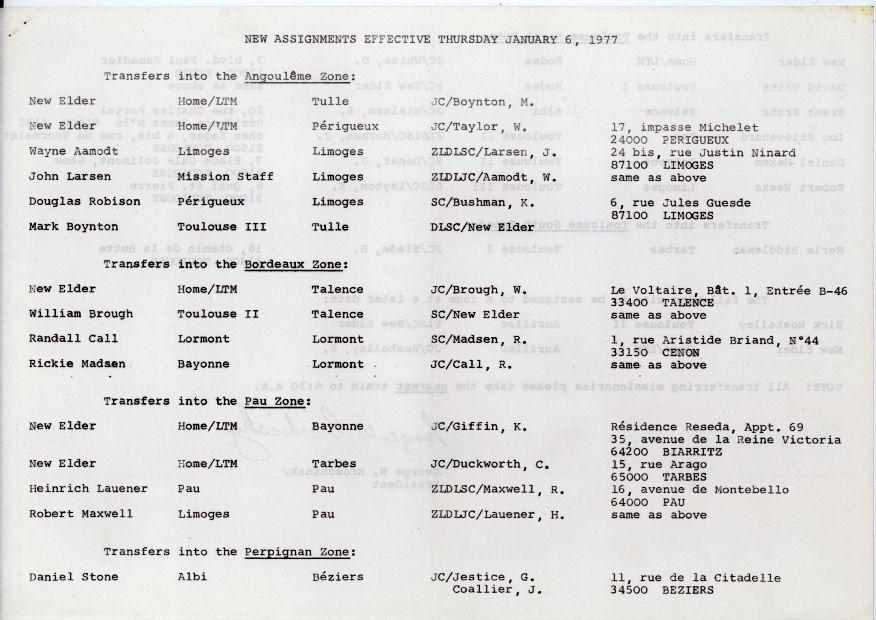 NEW ASSIGNMENTS EFFECTIVE THURSDAY JANUARY 6, 1977
Transfers into the Angoulême Zone:
New Elder Home/LTM Tulle JC/Boynton, M.
New Elder Home/LTM Périgueux JC/Taylor, W. 17, impasse Michelet
24000 PERIGUEUX
Wayne Aamodt Limoges Limoges ZLDLSC/Larsen, J. 24 bis, rue Justin Ninard
87100 LIMOGES
John Larsen Mission Staff Limoges ZLDLJC/Aamodt, W. same as above
Douglas Robison Périgueux Limoges SC/Bushman, K. 6, rue Jules Guesde
87100 LIMOGES
Mark Boynton Toulouse III Tulle DLSC/New Elder
Transfers into the Bordeaux Zone:
New Elder Home/LTM Talence JC/Brough, W. Le Voltaire, Bât. 1, Entrée B-46
33400 TALENCE
William Brough Toulouse II Talence SC/New Elder same as above
Randall Call Lormont Lormont SC/Madsen, R. 1, rue Aristide Briand, N°44
33150 CENON
Rickie Madsen Bayonne Lormont JC/Call, R. same as above
Transfers into the Pau Zone:
New Elder Home/LTM Bayonne JC/Giffin, K. Résidence Reseda, Appt. 69
35, avenue de la Reine Victoria
64200 BIARRITZ
New Elder Home/LTM Tarbes JC/Duckworth, C. 15, rue Arago
65000 TARBES
Heinrich Lauener Pau Pau ZLDLSC/Maxwell, R. 16, avenue de Montebello
64000 PAU
Robert Maxwell Limoges Pau ZLDLJC/Lauener, H. same as above
Transfers into the Perpignan Zone:
Daniel Stone Albi Béziers JC/Jestice, G. 11, rue de la Citadelle
Coallier, J. 34500 BEZIERS